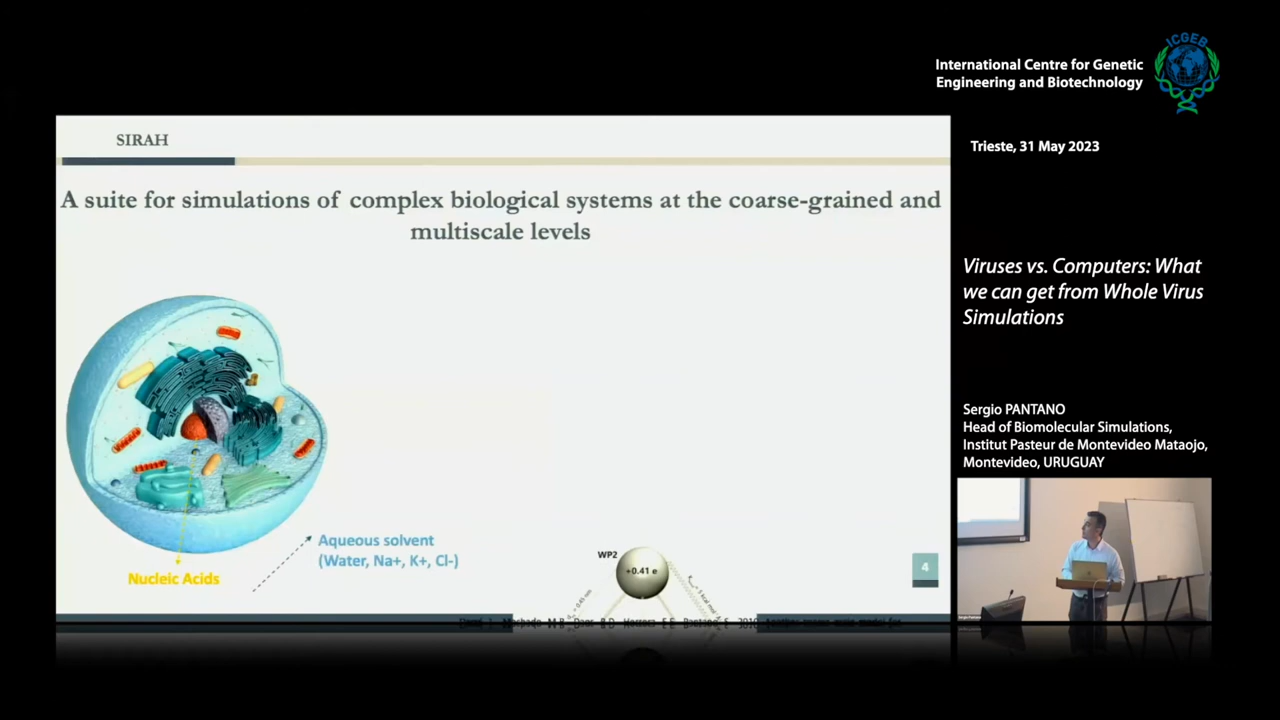 ICGEB
International Centre for Genetic
Engineering and Biotechnology
Trieste, 31 May 2023
SIRAH
A suite for simulations of complex biological systems at the coarse-grained and
multiscale levels
Viruses vs. Computers: What
we can get from Whole Virus
Simulations
Sergio PANTANO
Head of Biomolecular Simulations,
Institut Pasteur de Montevideo Mataojo,
Montevideo, URUGUAY
Aqueous solvent
(Water, Na+, K+, Cl-)
Nucleic Acids
WP2
+0.41 e
4